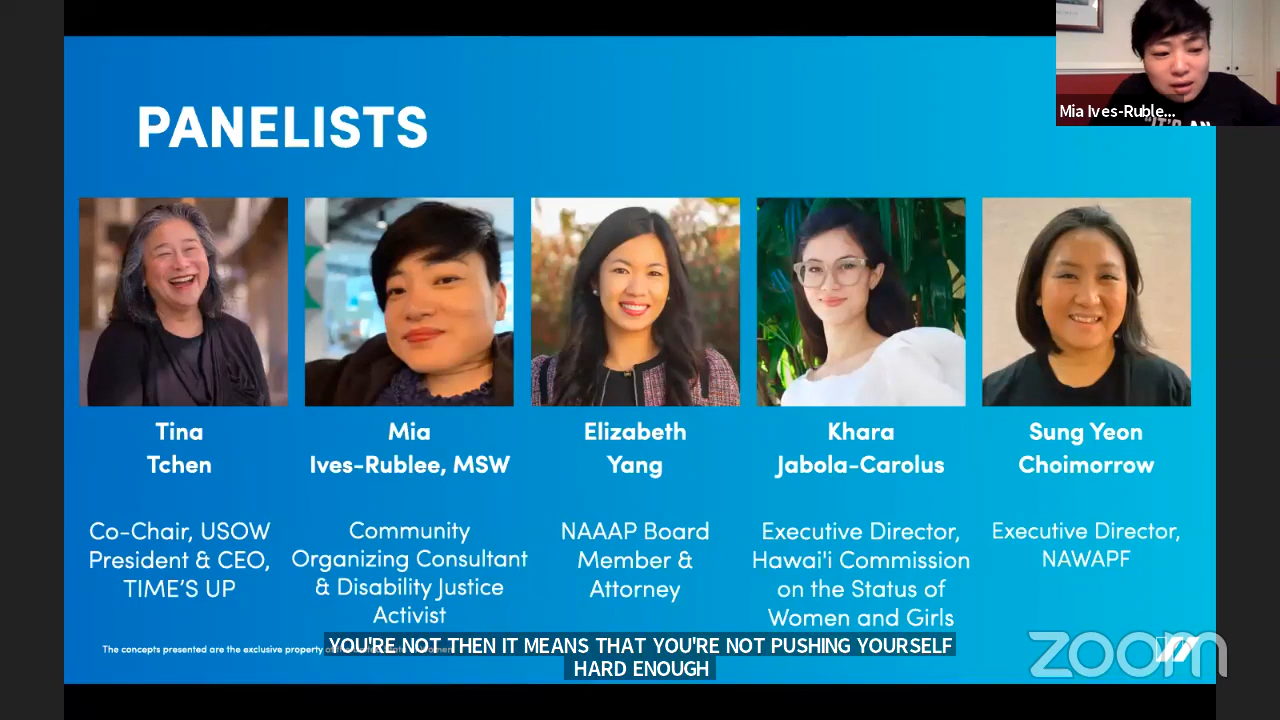 Mia Ives-Ruble...
"IT'S AN
PANELISTS
Tina
Tchen
Co-Chair, USOW
President & CEO,
TIME'S UP
Mia
Ives-Rublee, MSW
Community
Organizing Consultant
& Disability Justice
Activist
Elizabeth
Yang
NAAAP Board
Member &
Attorney
Khara
Jabola-Carolus
Executive Director,
Hawai'i Commission
on the Status of
Women and Girls
Sung Yeon
Choimorrow
Executive Director,
NAWAPF
The concepts presented are the exclusive property
YOU'RE NOT THEN IT MEANS THAT YOU'RE NOT PUSHING YOURSELF
HARD ENOUGH
zoom